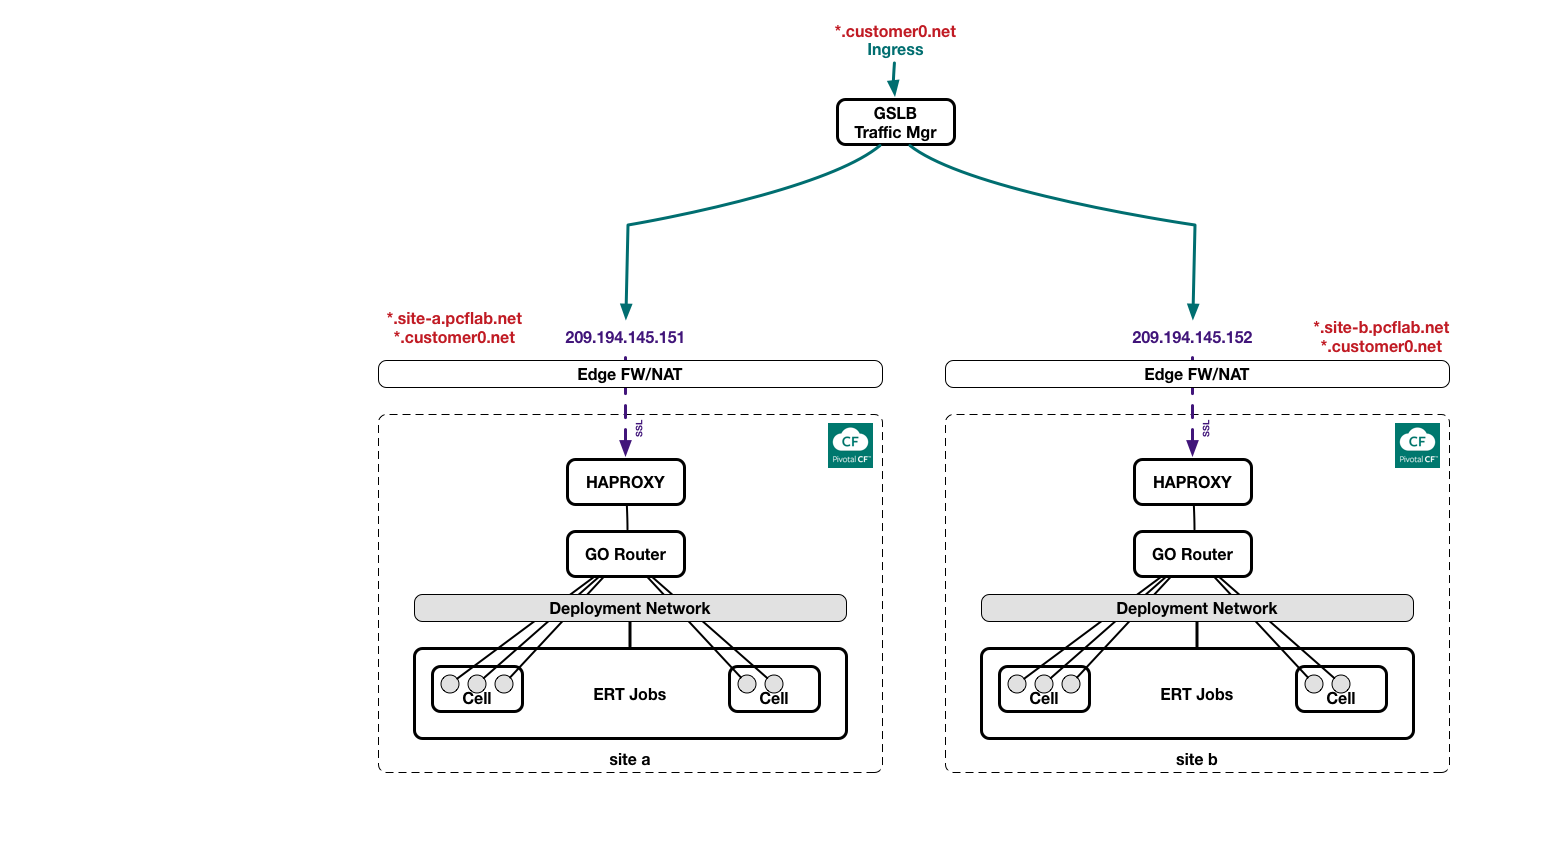 *.customer0.net
Ingress
GSLB
Traffic Mgr
*.site-a.pcflab.net
*.customer0.net
209.194.145.151
Edge FW/NAT
SSL
CF
Pivotal CF™
HAPROXY
GO Router
Deployment Network
Cell
ERT Jobs
Cell
site a
209.194.145.152
*.site-b.pcflab.net
*.customer0.net
Edge FW/NAT
SSL
CF
Pivotal CF™
HAPROXY
GO Router
Deployment Network
Cell
ERT Jobs
Cell
site b